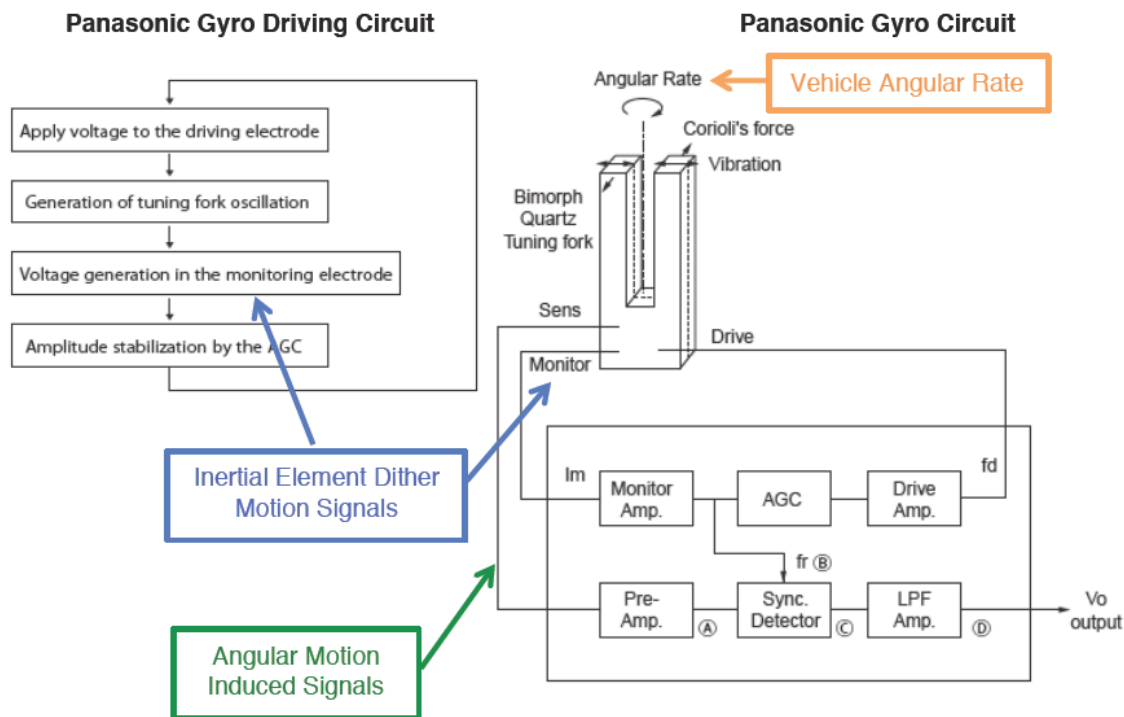 Panasonic Gyro Driving Circuit
Apply voltage to the driving electrode
Generation of tuning fork oscillation
Voltage generation in the monitoring electrode
Amplitude stabilization by the AGC
Inertial Element Dither
Motion Signals
Angular Motion
Induced Signals
Panasonic Gyro Circuit
Vehicle Angular Rate
Angular Rate
Corioli's force
Vibration
Bimorph
Quartz
Tuning fork
Sens
Monitor
Drive
Im
Monitor
Amp.
AGC
Drive
Amp.
fd
fr Ⓑ
Pre-
Amp.
Ⓐ
Sync.
Detector
Ⓒ
LPF
Amp.
Ⓓ
Vo
output